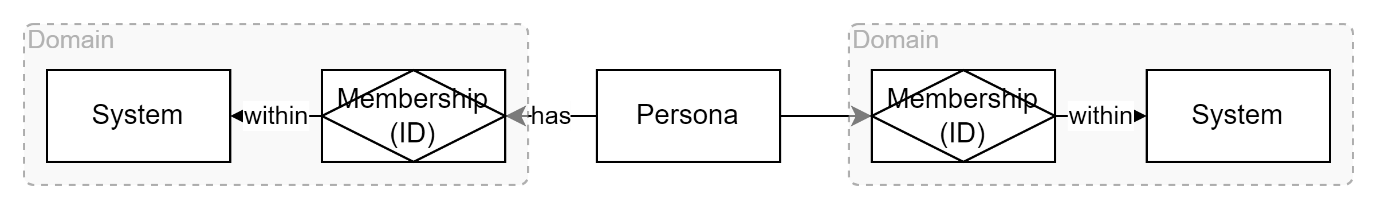 Domain
System
within
Membership
(ID)
has
Persona
Domain
Membership
(ID)
within
System